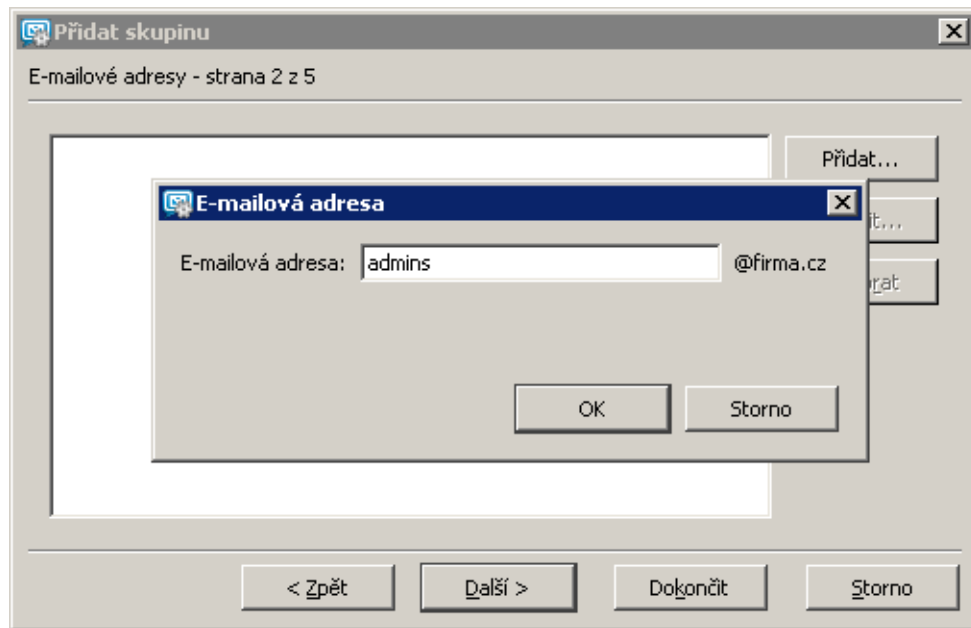 Přidat skupinu
E-mailové adresy - strana 2 z 5
Přidat...
E-mailová adresa
E-mailová adresa: admins @firma.cz
OK Storno
< Zpět Další > Dokončit Storno